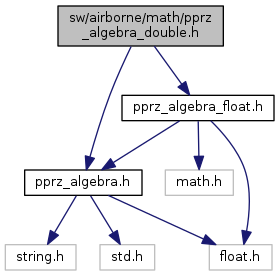 sw/airborne/math/pprz
_algebra_double.h
pprz_algebra_float.h
pprz_algebra.h
math.h
string.h
std.h
float.h